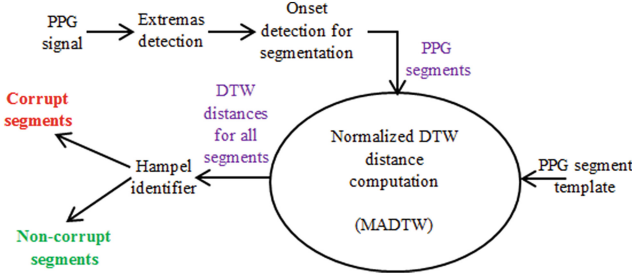 PPG
signal
Extremas
detection
Onset
detection for
segmentation
PPG
segments
Normalized DTW
distance
computation
(MADTW)
PPG segment
template
DTW
distances
for all
segments
Hampel
identifier
Corrupt
segments
Non-corrupt
segments